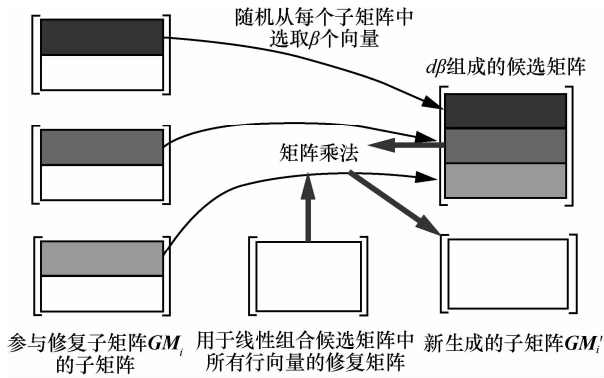 随机从每个子矩阵中
选取β个向量
dβ组成的候选矩阵
矩阵乘法
参与修复子矩阵GMi
的子矩阵
用于线性组合候选矩阵中
所有行向量的修复矩阵
新生成的子矩阵GMi′